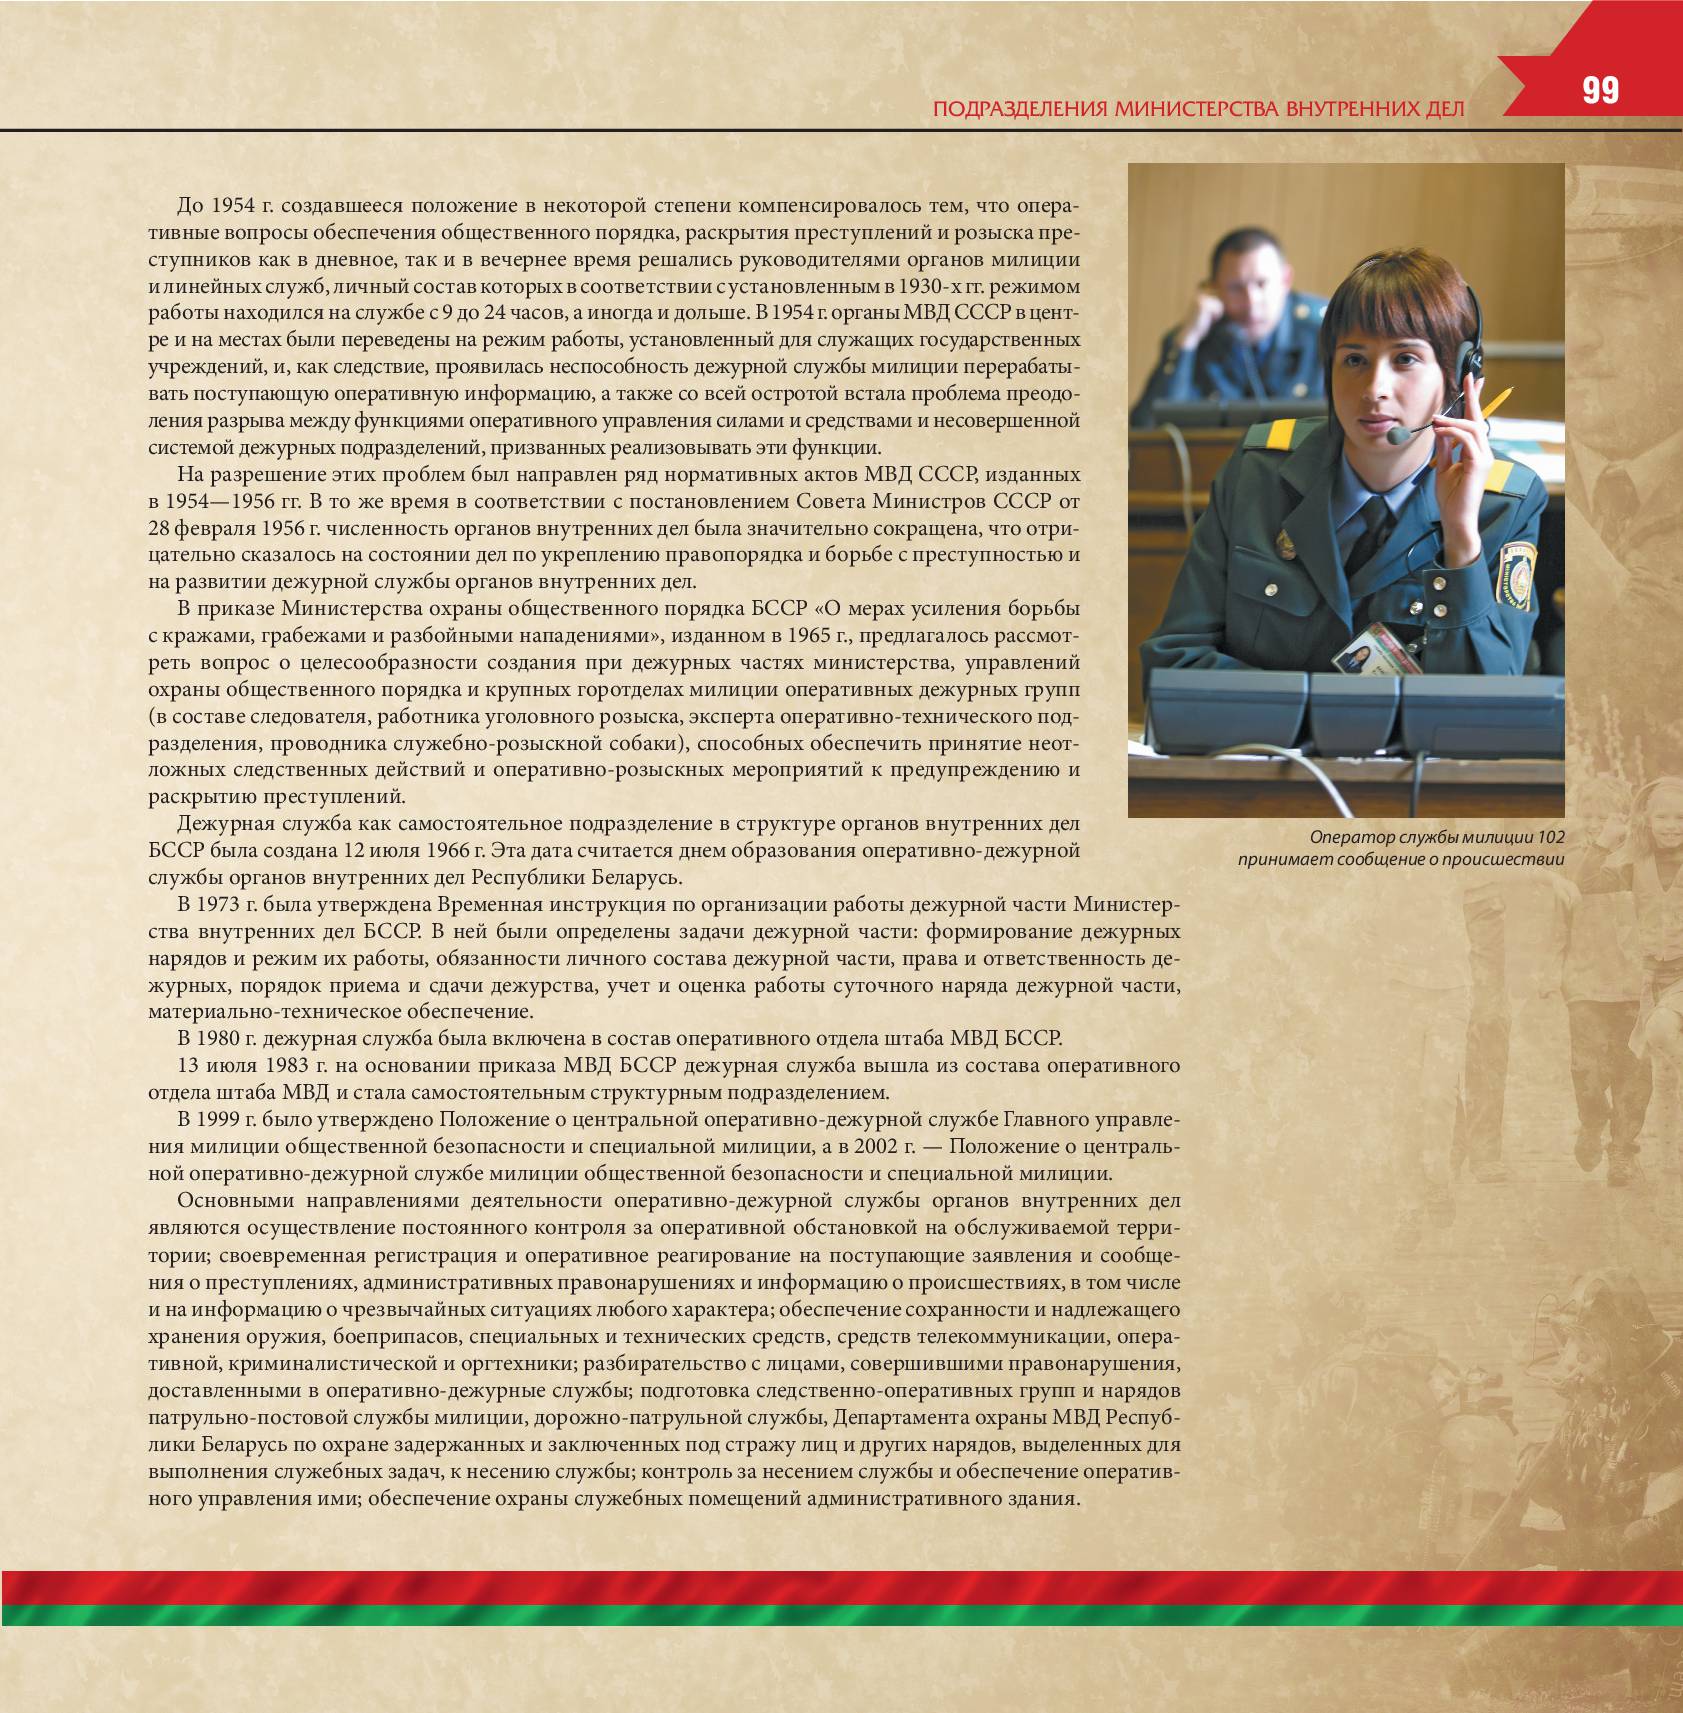 99
ПОДРАЗДЕЛЕНИЯ МИНИСТЕРСТВА ВНУТРЕННИХ ДЕЛ
До 1954 г. создавшееся положение в некоторой степени компенсировалось тем, что опера-
тивные вопросы обеспечения общественного порядка, раскрытия преступлений и розыска пре-
ступников как в дневное, так и в вечернее время решались руководителями органов милиции
и линейных служб, личный состав которых в соответствии с установленным в 1930-х гг. режимом
работы находился на службе с 9 до 24 часов, а иногда и дольше. В 1954 г. органы МВД СССР в цент-
ре и на местах были переведены на режим работы, установленный для служащих государственных
учреждений, и, как следствие, проявилась неспособность дежурной службы милиции перерабаты-
вать поступающую оперативную информацию, а также со всей остротой встала проблема преодо-
ления разрыва между функциями оперативного управления силами и средствами и несовершенной
системой дежурных подразделений, призванных реализовывать эти функции.
На разрешение этих проблем был направлен ряд нормативных актов МВД СССР, изданных
в 1954—1956 гг. В то же время в соответствии с постановлением Совета Министров СССР от
28 февраля 1956 г. численность органов внутренних дел была значительно сокращена, что отри-
цательно сказалось на состоянии дел по укреплению правопорядка и борьбе с преступностью и
на развитии дежурной службы органов внутренних дел.
В приказе Министерства охраны общественного порядка БССР «О мерах усиления борьбы
с кражами, грабежами и разбойными нападениями», изданном в 1965 г., предлагалось рассмот-
реть вопрос о целесообразности создания при дежурных частях министерства, управлений
охраны общественного порядка и крупных горотделах милиции оперативных дежурных групп
(в составе следователя, работника уголовного розыска, эксперта оперативно-технического под-
разделения, проводника служебно-розыскной собаки), способных обеспечить принятие неот-
ложных следственных действий и оперативно-розыскных мероприятий к предупреждению и
раскрытию преступлений.
Дежурная служба как самостоятельное подразделение в структуре органов внутренних дел
БССР была создана 12 июля 1966 г. Эта дата считается днем образования оперативно-дежурной
службы органов внутренних дел Республики Беларусь.
В 1973 г. была утверждена Временная инструкция по организации работы дежурной части Министер-
ства внутренних дел БССР. В ней были определены задачи дежурной части: формирование дежурных
нарядов и режим их работы, обязанности личного состава дежурной части, права и ответственность де-
журных, порядок приема и сдачи дежурства, учет и оценка работы суточного наряда дежурной части,
материально-техническое обеспечение.
В 1980 г. дежурная служба была включена в состав оперативного отдела штаба МВД БССР.
13 июля 1983 г. на основании приказа МВД БССР дежурная служба вышла из состава оперативного
отдела штаба МВД и стала самостоятельным структурным подразделением.
В 1999 г. было утверждено Положение о центральной оперативно-дежурной службе Главного управле-
ния милиции общественной безопасности и специальной милиции, а в 2002 г. — Положение о централь-
ной оперативно-дежурной службе милиции общественной безопасности и специальной милиции.
Основными направлениями деятельности оперативно-дежурной службы органов внутренних дел
являются осуществление постоянного контроля за оперативной обстановкой на обслуживаемой терри-
тории; своевременная регистрация и оперативное реагирование на поступающие заявления и сообще-
ния о преступлениях, административных правонарушениях и информацию о происшествиях, в том числе
и на информацию о чрезвычайных ситуациях любого характера; обеспечение сохранности и надлежащего
хранения оружия, боеприпасов, специальных и технических средств, средств телекоммуникации, опера-
тивной, криминалистической и оргтехники; разбирательство с лицами, совершившими правонарушения,
доставленными в оперативно-дежурные службы; подготовка следственно-оперативных групп и нарядов
патрульно-постовой службы милиции, дорожно-патрульной службы, Департамента охраны МВД Респуб-
лики Беларусь по охране задержанных и заключенных под стражу лиц и других нарядов, выделенных для
выполнения служебных задач, к несению службы; контроль за несением службы и обеспечение оператив-
ного управления ими; обеспечение охраны служебных помещений административного здания.
Оператор службы милиции 102
принимает сообщение о происшествии